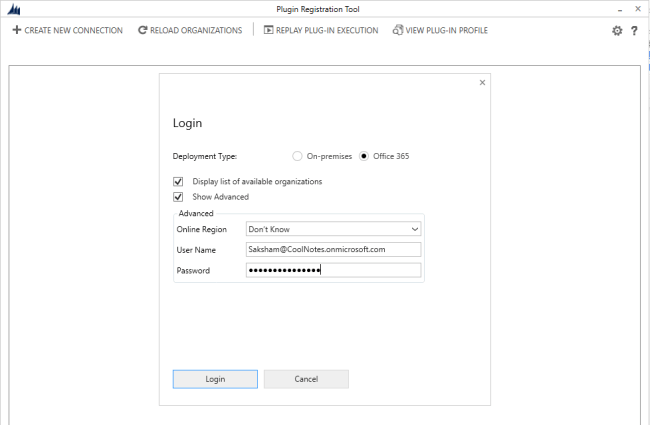 Plugin Registration Tool
CREATE NEW CONNECTION RELOAD ORGANIZATIONS REPLAY PLUG-IN EXECUTION VIEW PLUG-IN PROFILE ?
Login
Deployment Type: On-premises Office 365
Display list of available organizations
Show Advanced
Advanced
Online Region Don't Know
User Name Saksham@CoolNotes.onmicrosoft.com
Password ●●●●●●●●●●●●●●●
Login Cancel